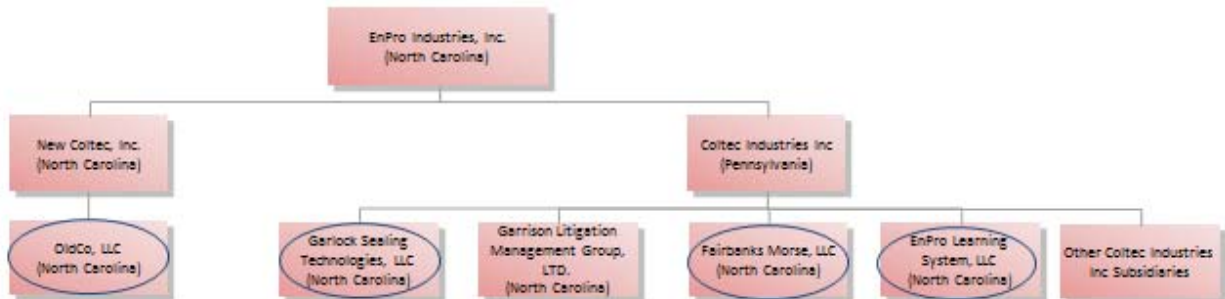 EnPro Industries, Inc.
(North Carolina)
New Coltec, Inc.
(North Carolina)
Coltec Industries Inc
(Pennsylvania)
OldCo, LLC
(North Carolina)
Garlock Sealing
Technologies, LLC
(North Carolina)
Garrison Litigation
Management Group,
LTD.
(North Carolina)
Fairbanks Morse, LLC
(North Carolina)
EnPro Learning
System, LLC
(North Carolina)
Other Coltec Industries
Inc Subsidiaries